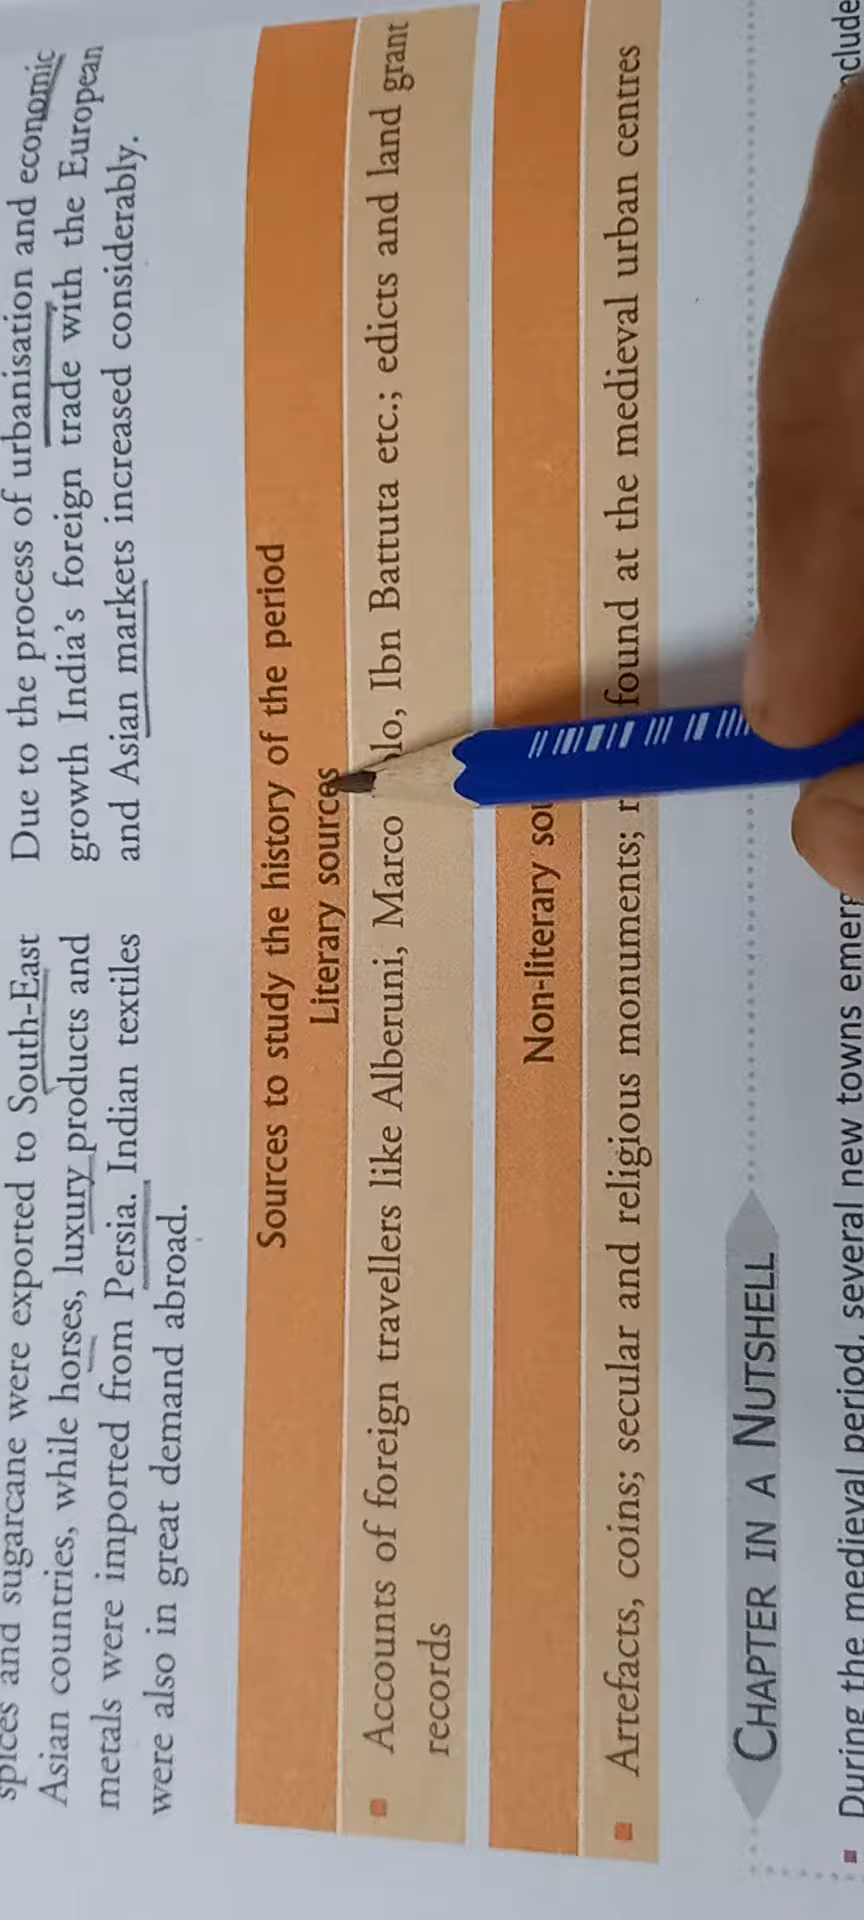 spices and sugarcane were exported to South-East
Asian countries, while horses, luxury products and
metals were imported from Persia. Indian textiles
were also in great demand abroad.
Due to the process of urbanisation and economic
growth India's foreign trade with the European
and Asian markets increased considerably.
Sources to study the history of the period
Literary sources
Accounts of foreign travellers like Alberuni, Marco lo, Ibn Battuta etc.; edicts and land grant
records
Non-literary sou
Artefacts, coins; secular and religious monuments; r found at the medieval urban centres
CHAPTER IN A NUTSHELL
During the medieval period, several new towns emerg nclude